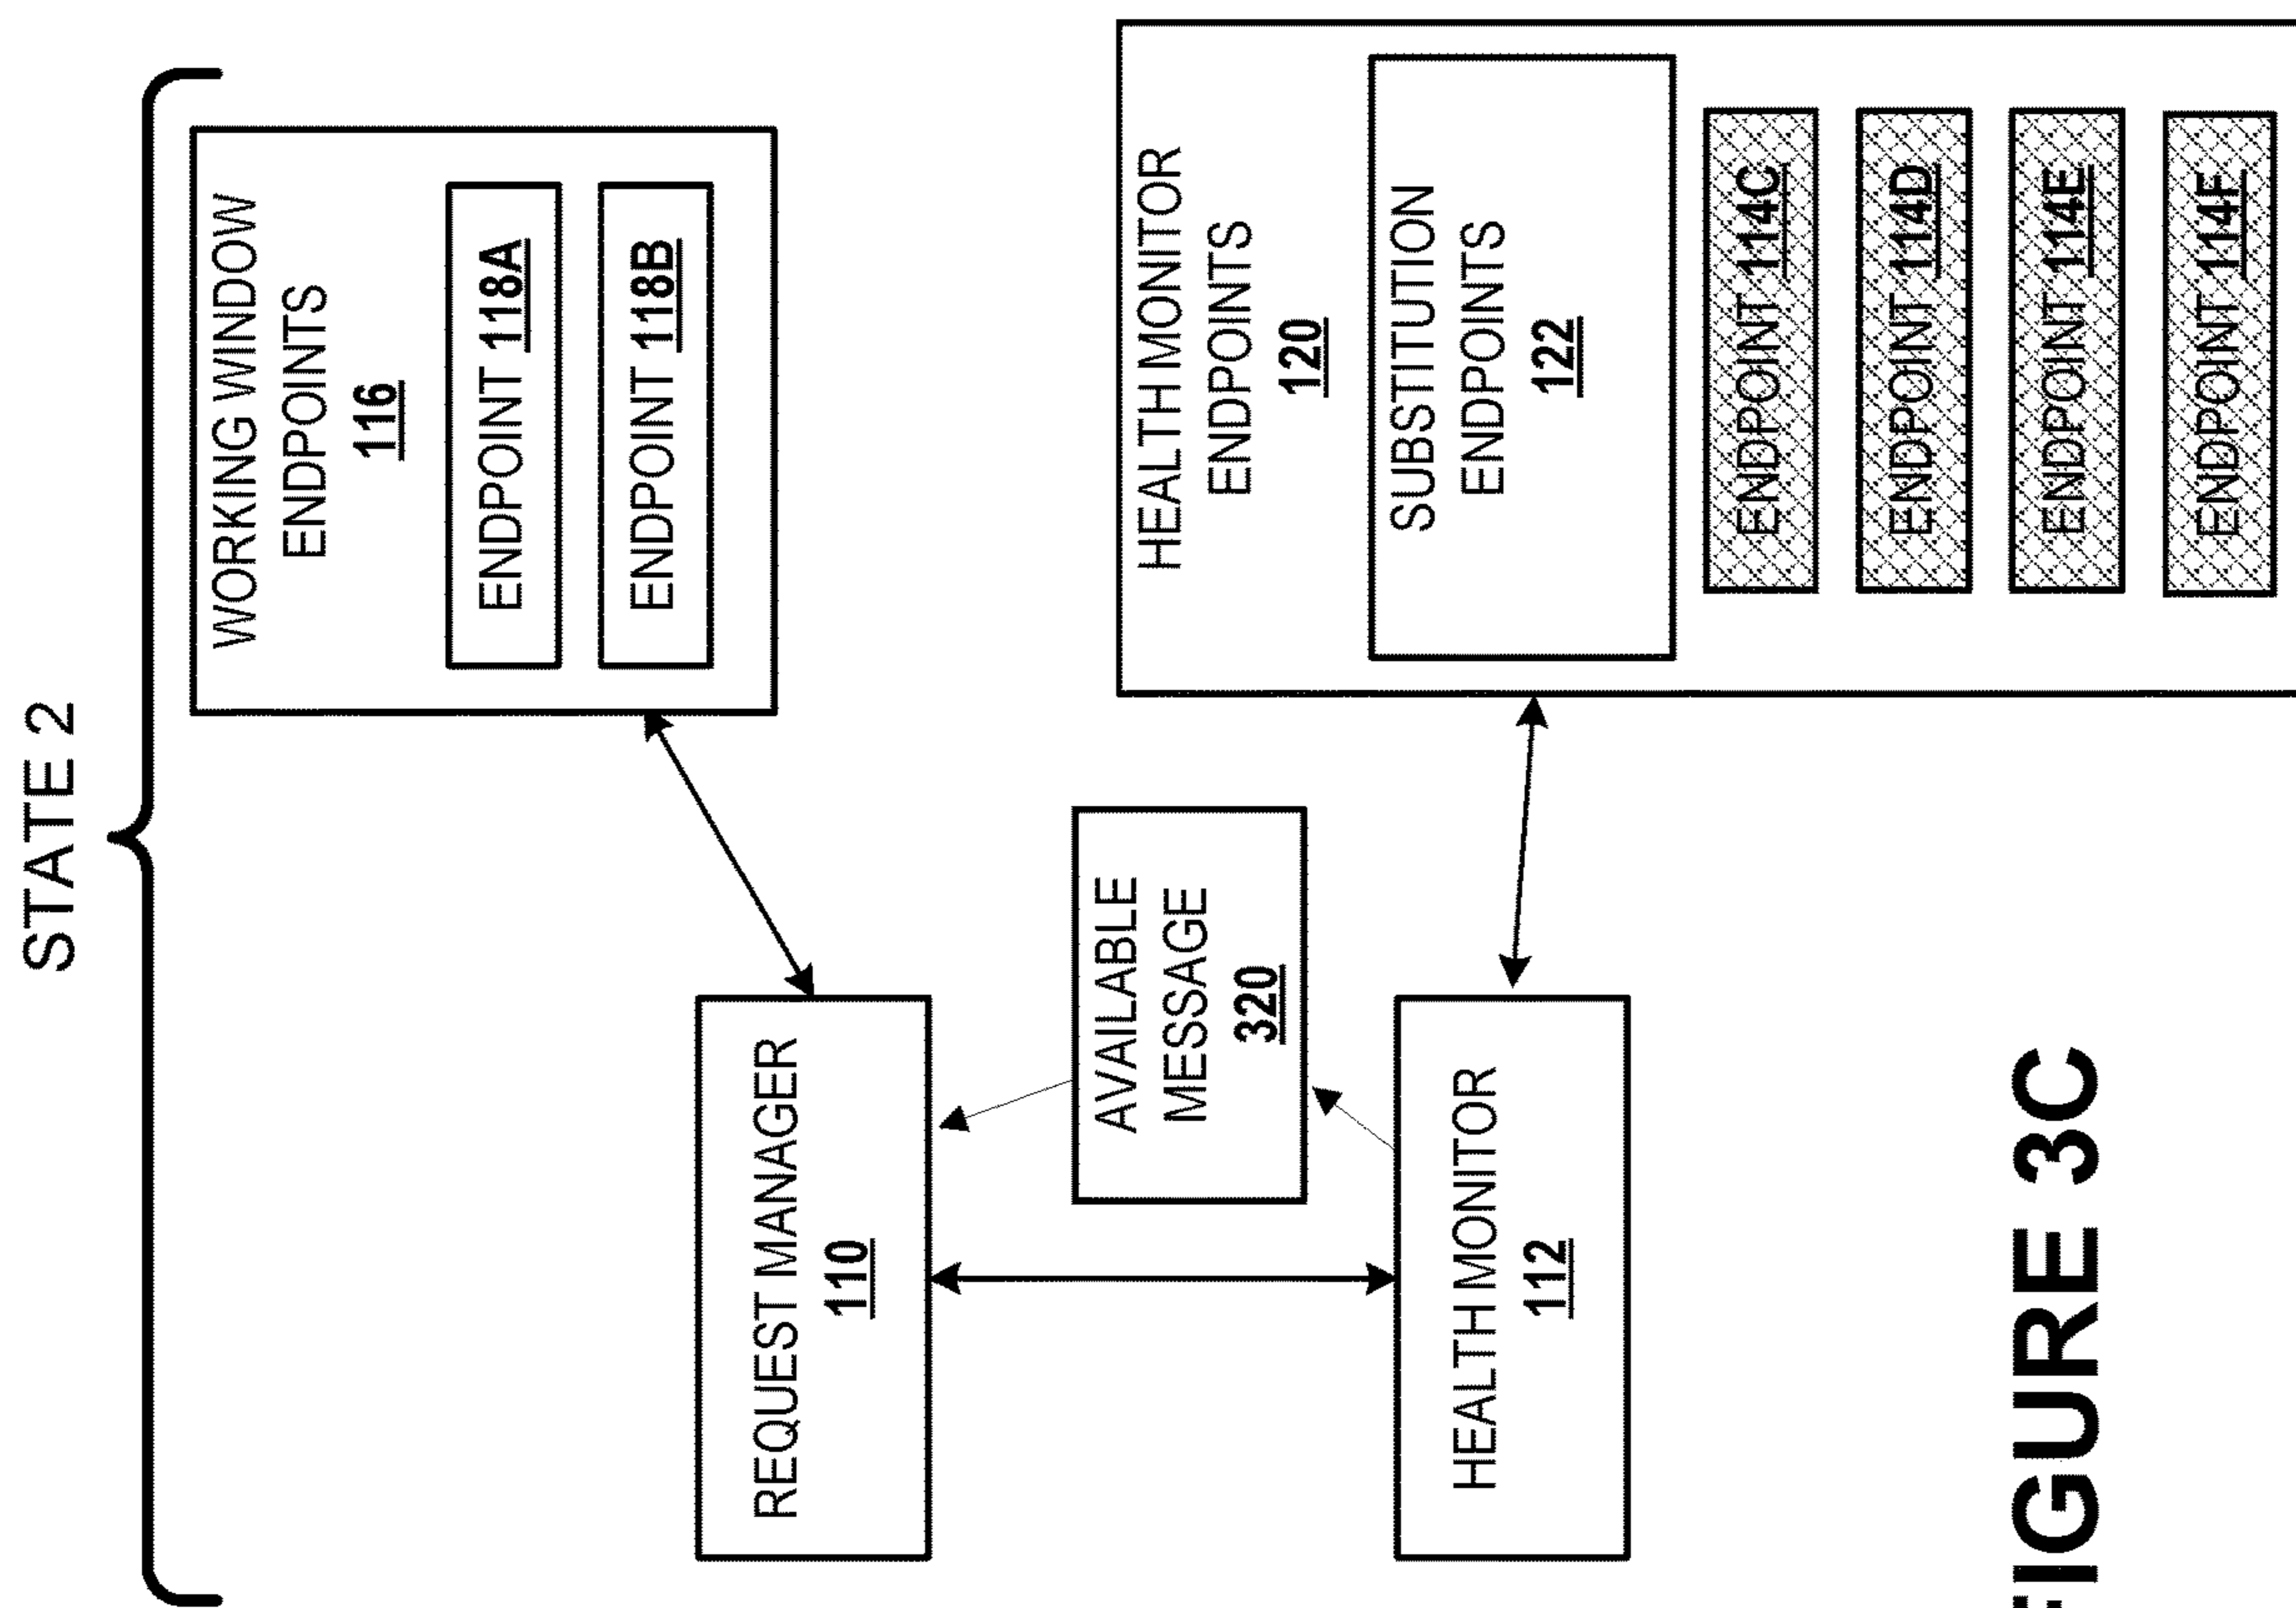 STATE 2
WORKING WINDOW
ENDPOINTS
116
ENDPOINT 118A
ENDPOINT 118B
REQUEST MANAGER
110
AVAILABLE
MESSAGE
320
HEALTH MONITOR
112
HEALTH MONITOR
ENDPOINTS
120
SUBSTITUTION
ENDPOINTS
122
ENDPOINT 114C
ENDPOINT 114D
ENDPOINT 114E
ENDPOINT 114F
FIGURE 3C